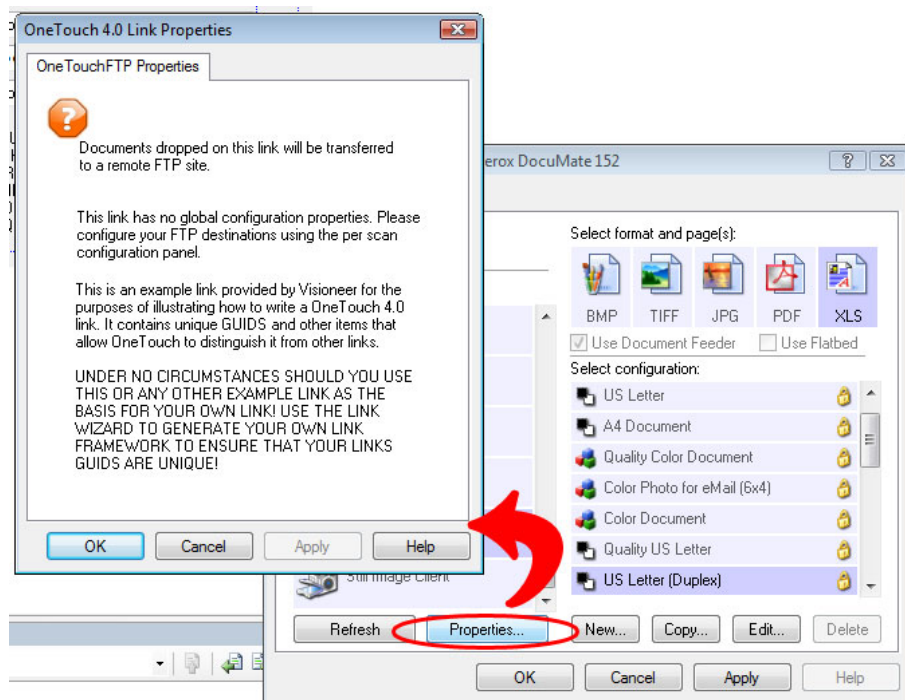 OneTouch 4.0 Link Properties
OneTouchFTP Properties
Documents dropped on this link will be transferred
to a remote FTP site.
This link has no global configuration properties. Please
configure your FTP destinations using the per scan
configuration panel.
This is an example link provided by Visioneer for the
purposes of illustrating how to write a OneTouch 4.0
link. It contains unique GUIDS and other items that
allow OneTouch to distinguish it from other links.
UNDER NO CIRCUMSTANCES SHOULD YOU USE
THIS OR ANY OTHER EXAMPLE LINK AS THE
BASIS FOR YOUR OWN LINK! USE THE LINK
WIZARD TO GENERATE YOUR OWN LINK
FRAMEWORK TO ENSURE THAT YOUR LINKS
GUIDS ARE UNIQUE!
OK Cancel Apply Help
erox DocuMate 152
Select format and page(s):
BMP TIFF JPG PDF XLS
Use Document Feeder Use Flatbed
Select configuration:
US Letter
A4 Document
Quality Color Document
Color Photo for eMail (6x4)
Color Document
Quality US Letter
US Letter (Duplex)
Still Image Client
Refresh Properties... New... Copy... Edit... Delete
OK Cancel Apply Help